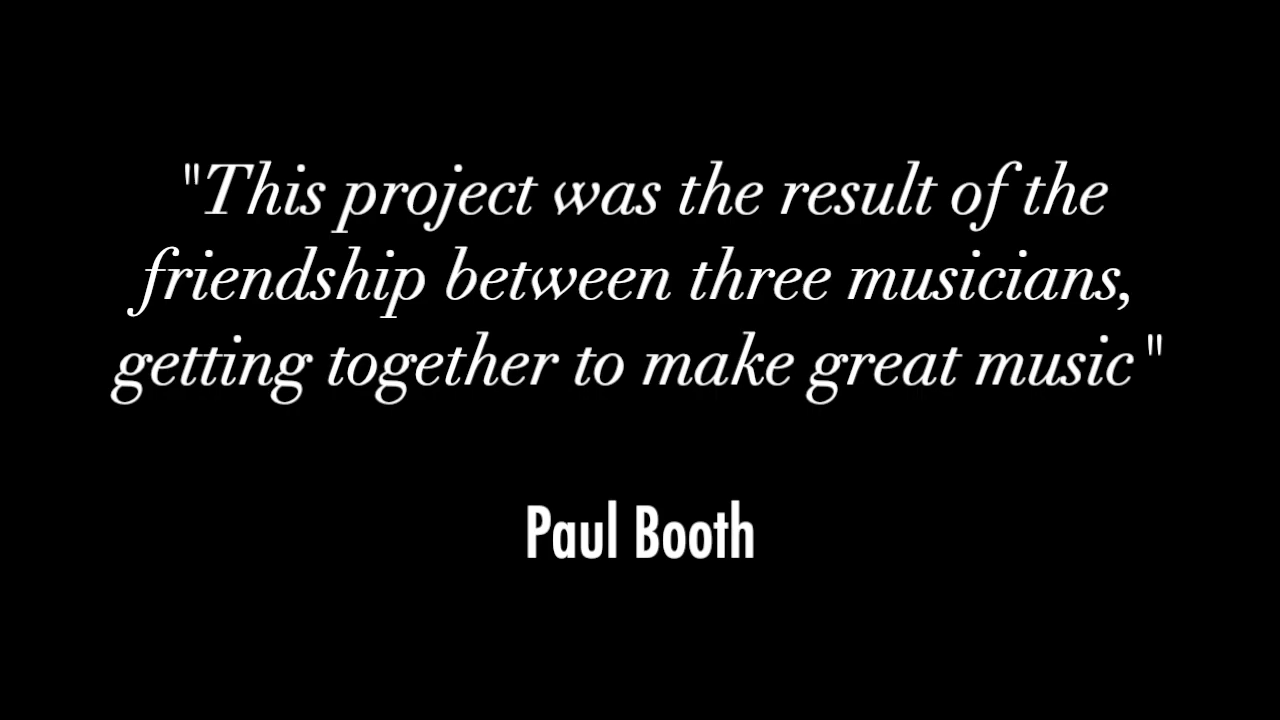 "This project was the result of the
friendship between three musicians,
getting together to make great music"
Paul Booth